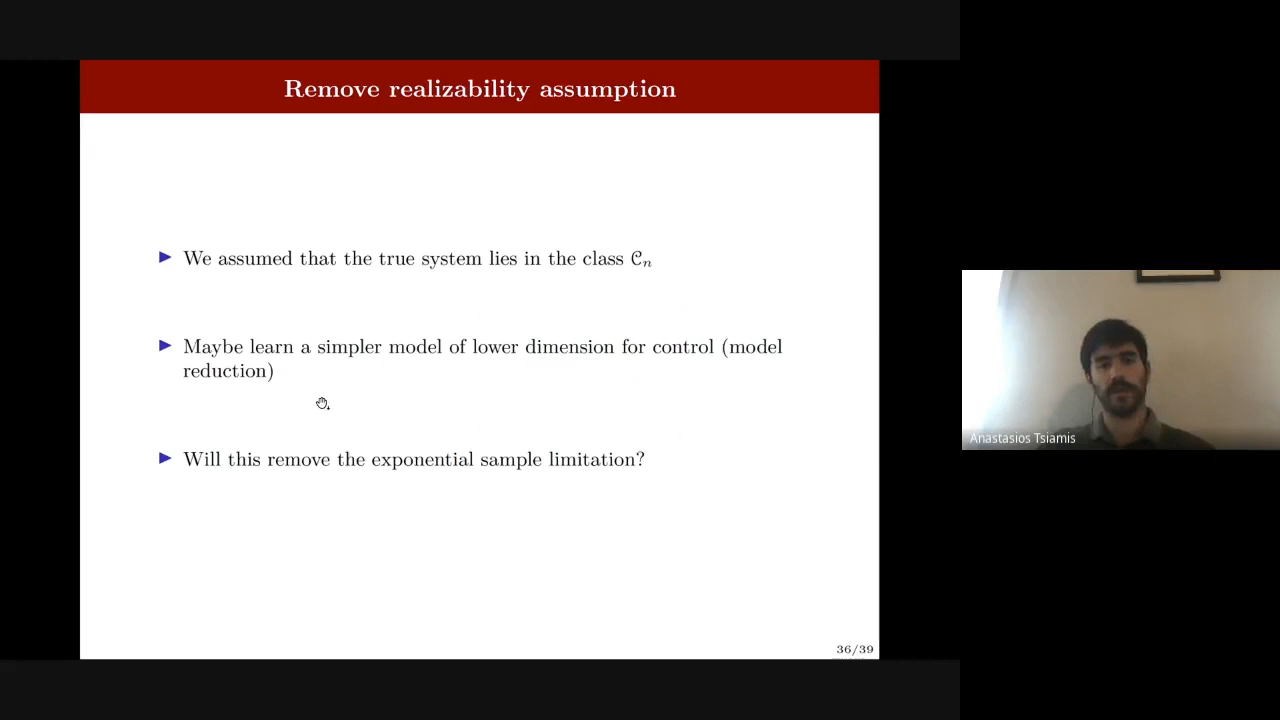 Remove realizability assumption
▶ We assumed that the true system lies in the class 𝒞ₙ
▶ Maybe learn a simpler model of lower dimension for control (model
reduction)
▶ Will this remove the exponential sample limitation?
36/39
Anastasios Tsiamis